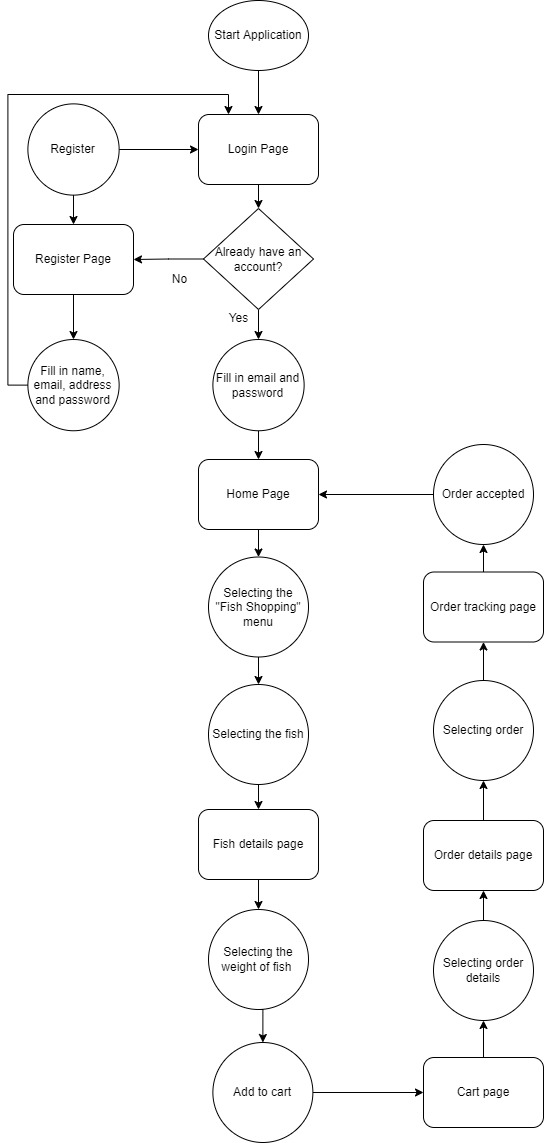 Start Application
Register
Login Page
Register Page
Already have an
account?
No
Yes
Fill in name,
email, address
and password
Fill in email and
password
Home Page
Order accepted
Selecting the
"Fish Shopping"
menu
Order tracking page
Selecting the fish
Selecting order
Fish details page
Order details page
Selecting the
weight of fish
Selecting order
details
Add to cart
Cart page